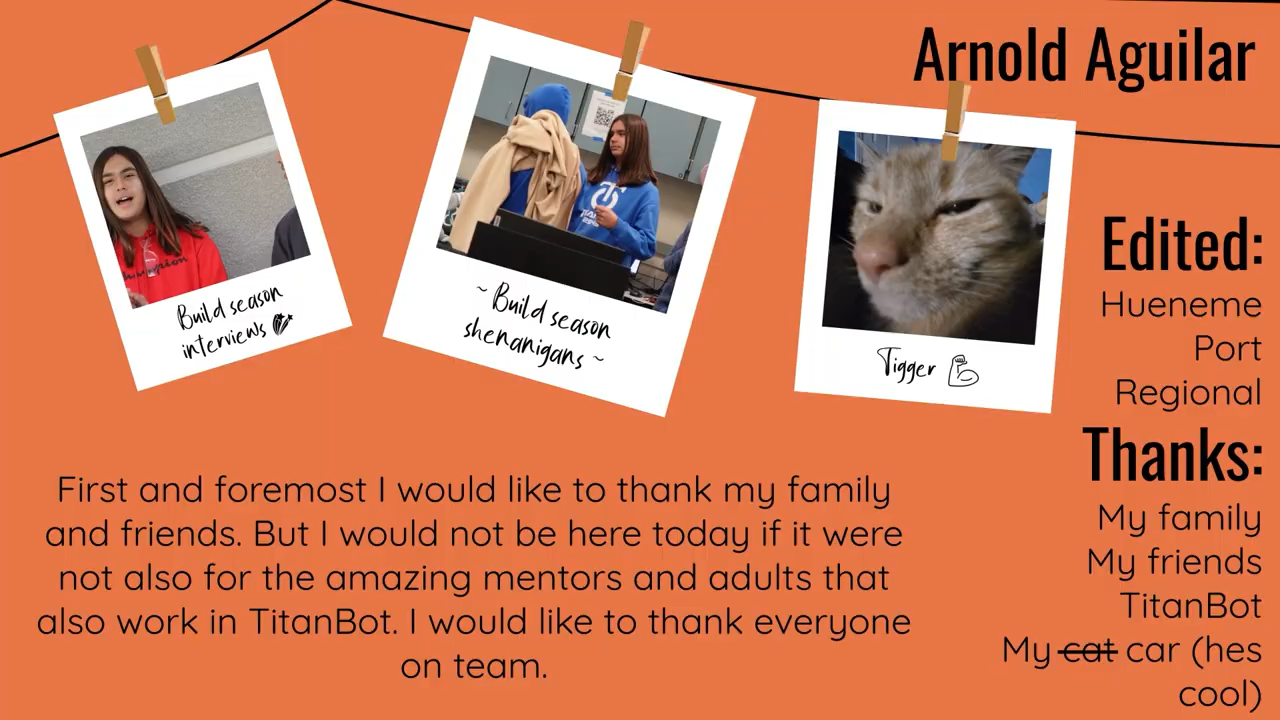 Arnold Aguilar
Build season
interviews
~ Build season
shenanigans ~
Tigger
Edited:
Hueneme
Port
Regional
Thanks:
My family
My friends
TitanBot
My ~~cat~~ car (hes
cool)
First and foremost I would like to thank my family
and friends. But I would not be here today if it were
not also for the amazing mentors and adults that
also work in TitanBot. I would like to thank everyone
on team.